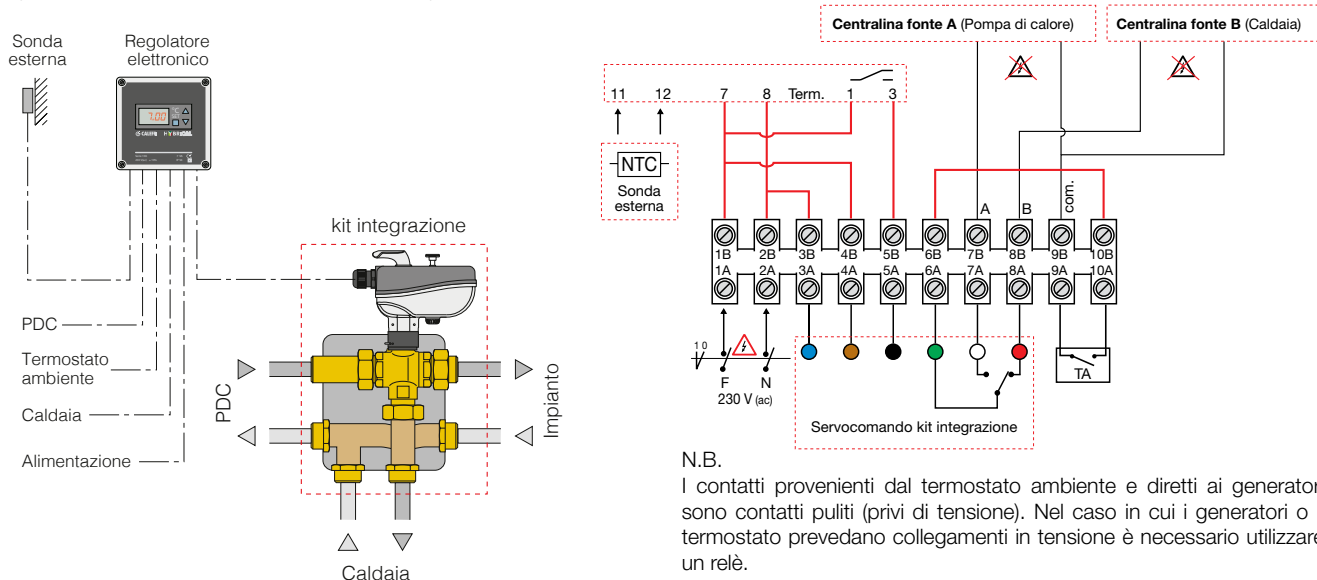 Sonda
esterna
Regolatore
elettronico
7.00
°C
CALEFFI
kit integrazione
PDC
Termostato
ambiente
Caldaia
Alimentazione
PDC
Impianto
Caldaia
Centralina fonte A (Pompa di calore)
Centralina fonte B (Caldaia)
11 12 7 8 Term. 1 3
NTC
Sonda
esterna
A B com.
1B 2B 3B 4B 5B 6B 7B 8B 9B 10B
1A 2A 3A 4A 5A 6A 7A 8A 9A 10A
1 0
F N
230 V (ac)
TA
Servocomando kit integrazione
N.B.
I contatti provenienti dal termostato ambiente e diretti ai generator
sono contatti puliti (privi di tensione). Nel caso in cui i generatori o
termostato prevedano collegamenti in tensione è necessario utilizzare
un relè.